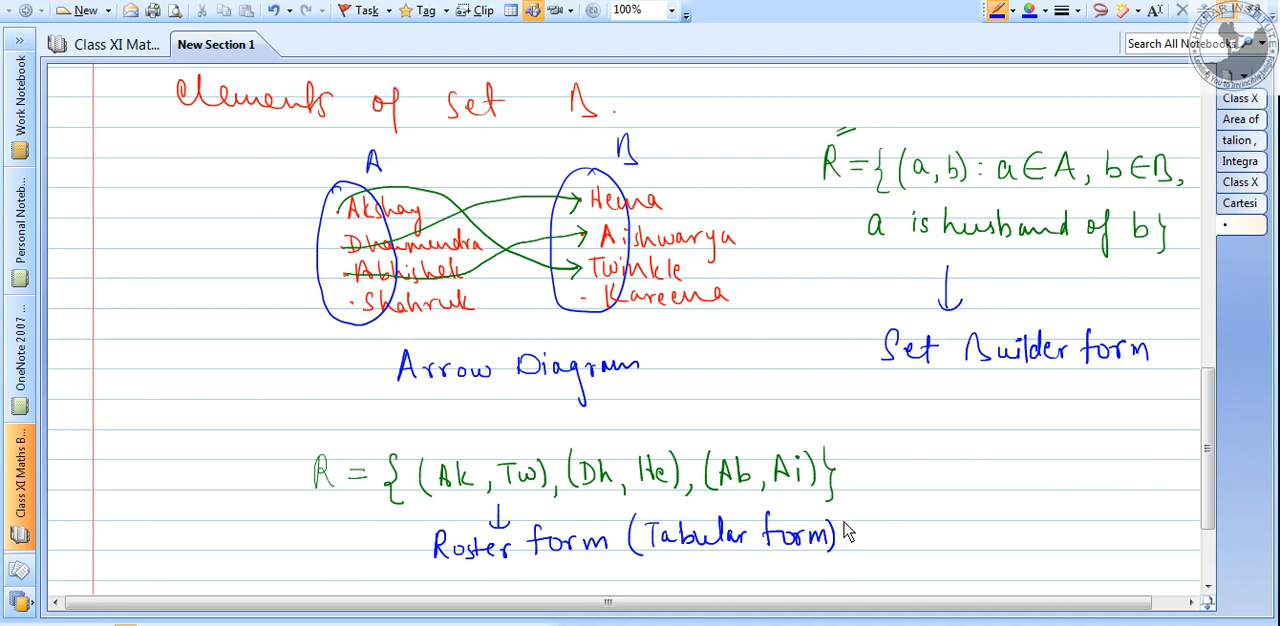 New
Task
Tag
Clip
100%
Class XI Mat...
New Section 1
Search All Notebooks
Work Notebook
Personal Noteb...
OneNote 2007 ...
Class XI Maths B...
Class X
Area of
talion ,
Integra
Class X
Cartesi
elements of set B.
A
B
Akshay
Dharmendra
Abhishek
Shahruk
Hema
Aishwarya
Twinkle
Kareena
R = {(a, b) : a ∈ A, b ∈ B,
a is husband of b}
↓
Set Builder form
Arrow Diagram
R = { (Ak, Tw), (Dh, He), (Ab, Ai)}
↓
Roster form (Tabular form)